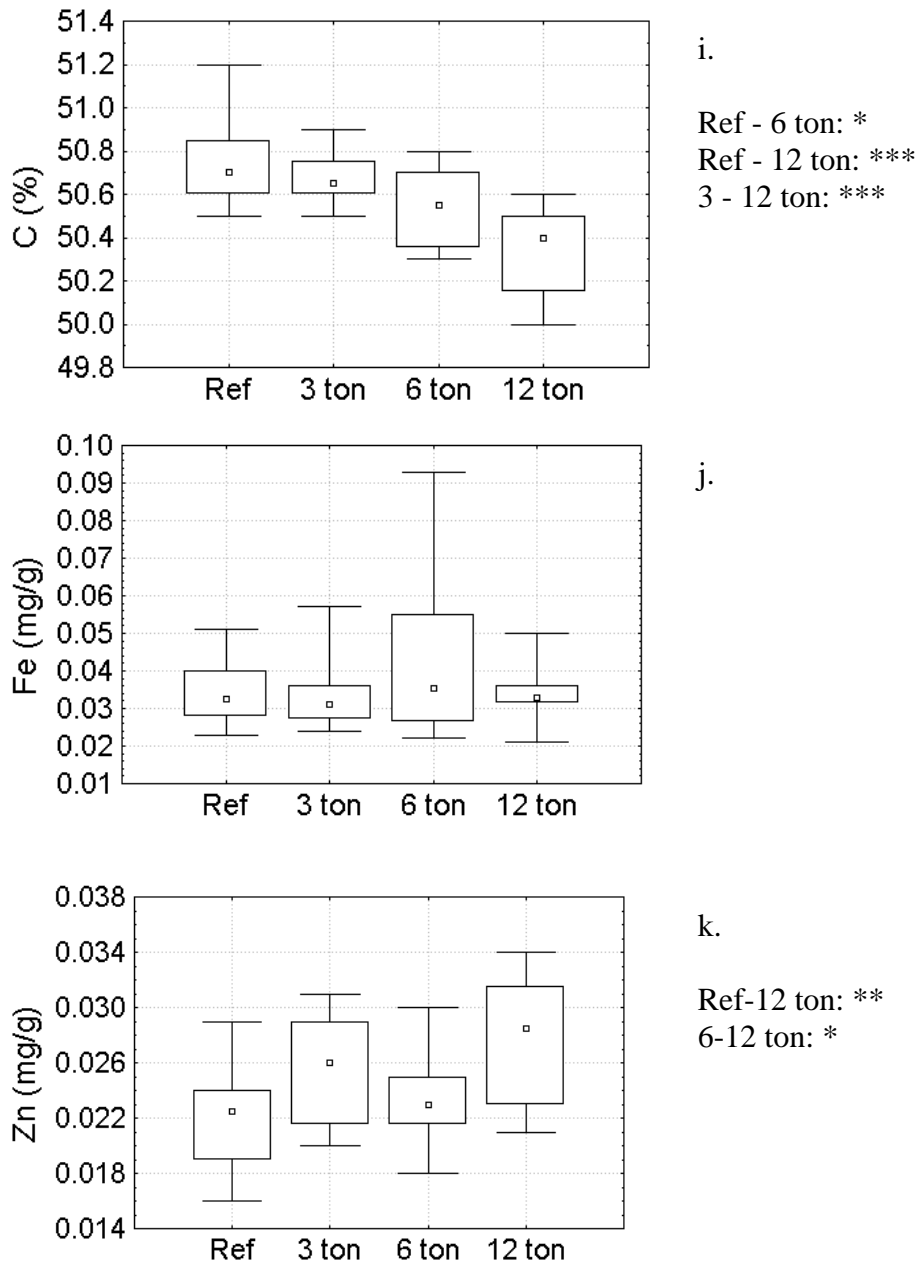 51.4
51.2
51.0
50.8
50.6
50.4
50.2
50.0
49.8
C (%)
Ref 3 ton 6 ton 12 ton
i.
Ref - 6 ton: *
Ref - 12 ton: ***
3 - 12 ton: ***
0.10
0.09
0.08
0.07
0.06
0.05
0.04
0.03
0.02
0.01
Fe (mg/g)
Ref 3 ton 6 ton 12 ton
j.
0.038
0.034
0.030
0.026
0.022
0.018
0.014
Zn (mg/g)
Ref 3 ton 6 ton 12 ton
k.
Ref-12 ton: **
6-12 ton: *